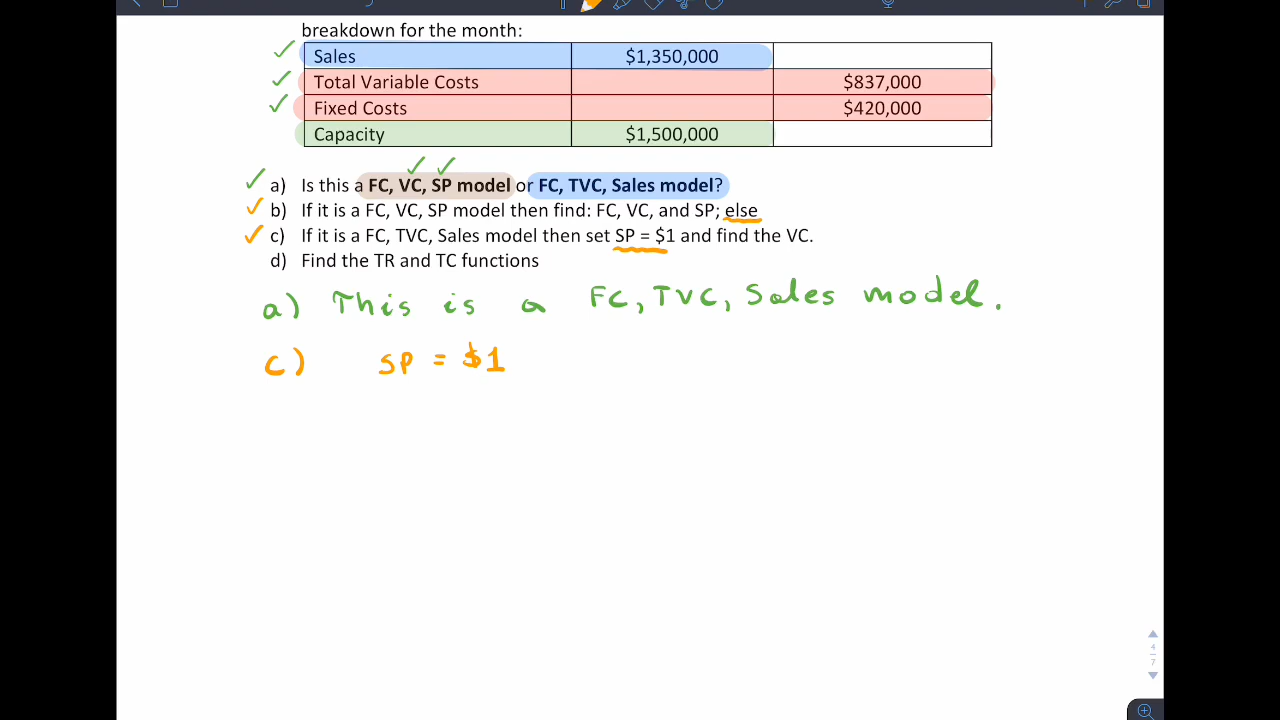 breakdown for the month:
Sales $1,350,000
Total Variable Costs $837,000
Fixed Costs $420,000
Capacity $1,500,000
a) Is this a FC, VC, SP model or FC, TVC, Sales model?
b) If it is a FC, VC, SP model then find: FC, VC, and SP; else
c) If it is a FC, TVC, Sales model then set SP = $1 and find the VC.
d) Find the TR and TC functions
a) This is a FC, TVC, Sales model.
c) SP = $1
4
7